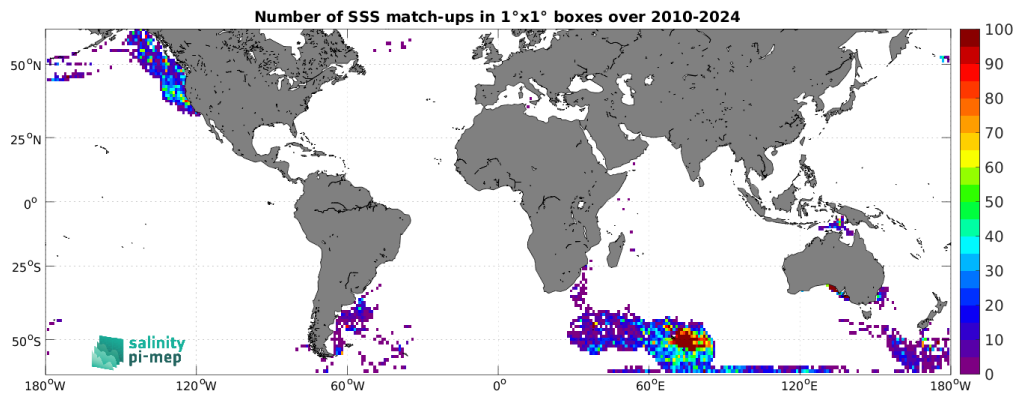 Number of SSS match-ups in 1°x1° boxes over 2010-2024
100
90
80
70
60
50
40
30
20
10
0
50°N
25°N
0°
25°S
50°S
salinity
pi-mep
180°W 120°W 60°W 0° 60°E 120°E 180°W